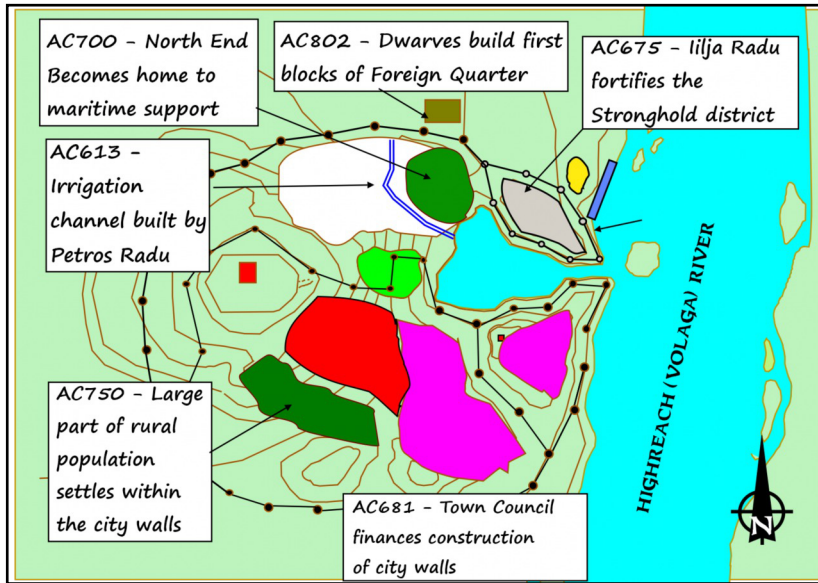 AC700 - North End
Becomes home to
maritime support
AC802 - Dwarves build first
blocks of Foreign Quarter
AC675 - Iilja Radu
fortifies the
Stronghold district
AC613 -
Irrigation
channel built by
Petros Radu
AC750 - Large
part of rural
population
settles within
the city walls
AC681 - Town Council
finances construction
of city walls
HIGHREACH (VOLAGA) RIVER
N